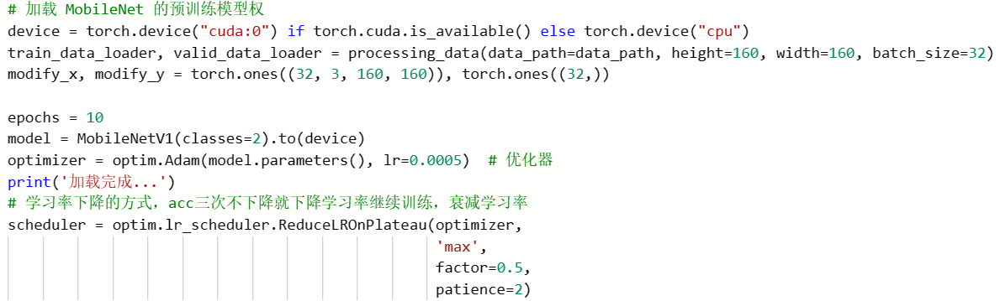 # 加载 MobileNet 的预训练模型权
device = torch.device("cuda:0") if torch.cuda.is_available() else torch.device("cpu")
train_data_loader, valid_data_loader = processing_data(data_path=data_path, height=160, width=160, batch_size=32)
modify_x, modify_y = torch.ones((32, 3, 160, 160)), torch.ones((32,))
epochs = 10
model = MobileNetV1(classes=2).to(device)
optimizer = optim.Adam(model.parameters(), lr=0.0005)  # 优化器
print('加载完成...')
# 学习率下降的方式，acc三次不下降就下降学习率继续训练，衰减学习率
scheduler = optim.lr_scheduler.ReduceLROnPlateau(optimizer,
'max',
factor=0.5,
patience=2)